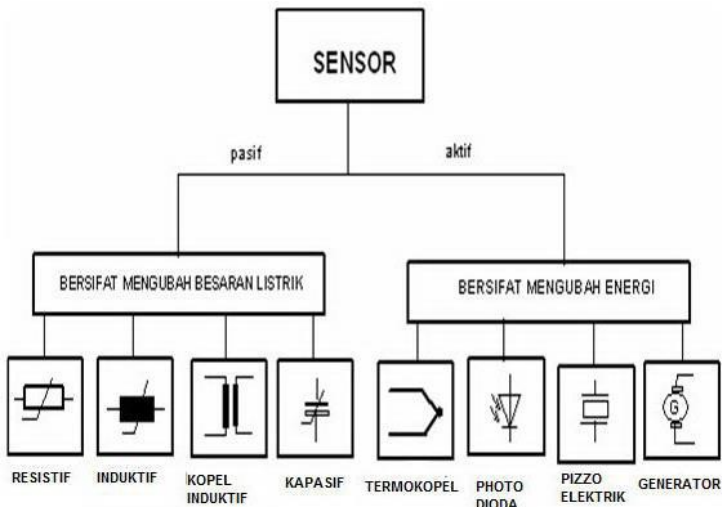 SENSOR
pasif
aktif
BERSIFAT MENGUBAH BESARAN LISTRIK
BERSIFAT MENGUBAH ENERGI
G
RESISTIF
INDUKTIF
KOPEL
INDUKTIF
KAPASIF
TERMOKOPEL
PHOTO
DIODA
PIZZO
ELEKTRIK
GENERATOR